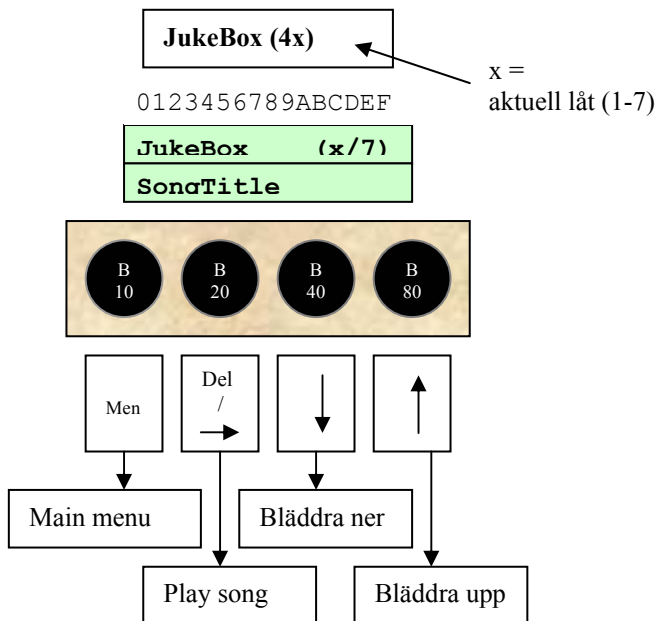 JukeBox (4x)
x =
aktuell låt (1-7)
0123456789ABCDEF
JukeBox (x/7)
SongTitle
B
10
B
20
B
40
B
80
Men
Del
/
Main menu
Bläddra ner
Play song
Bläddra upp